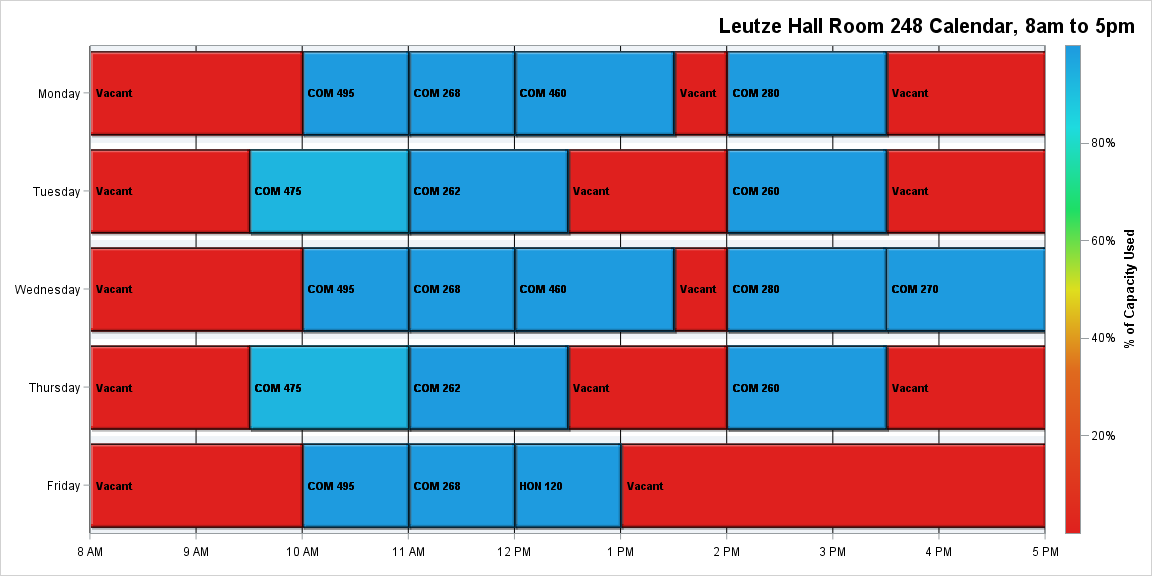 Leutze Hall Room 248 Calendar, 8am to 5pm
Monday
Vacant
COM 495
COM 268
COM 460
Vacant
COM 280
Vacant
Tuesday
Vacant
COM 475
COM 262
Vacant
COM 260
Vacant
Wednesday
Vacant
COM 495
COM 268
COM 460
Vacant
COM 280
COM 270
Thursday
Vacant
COM 475
COM 262
Vacant
COM 260
Vacant
Friday
Vacant
COM 495
COM 268
HON 120
Vacant
8 AM
9 AM
10 AM
11 AM
12 PM
1 PM
2 PM
3 PM
4 PM
5 PM
80%
60%
40%
20%
% of Capacity Used